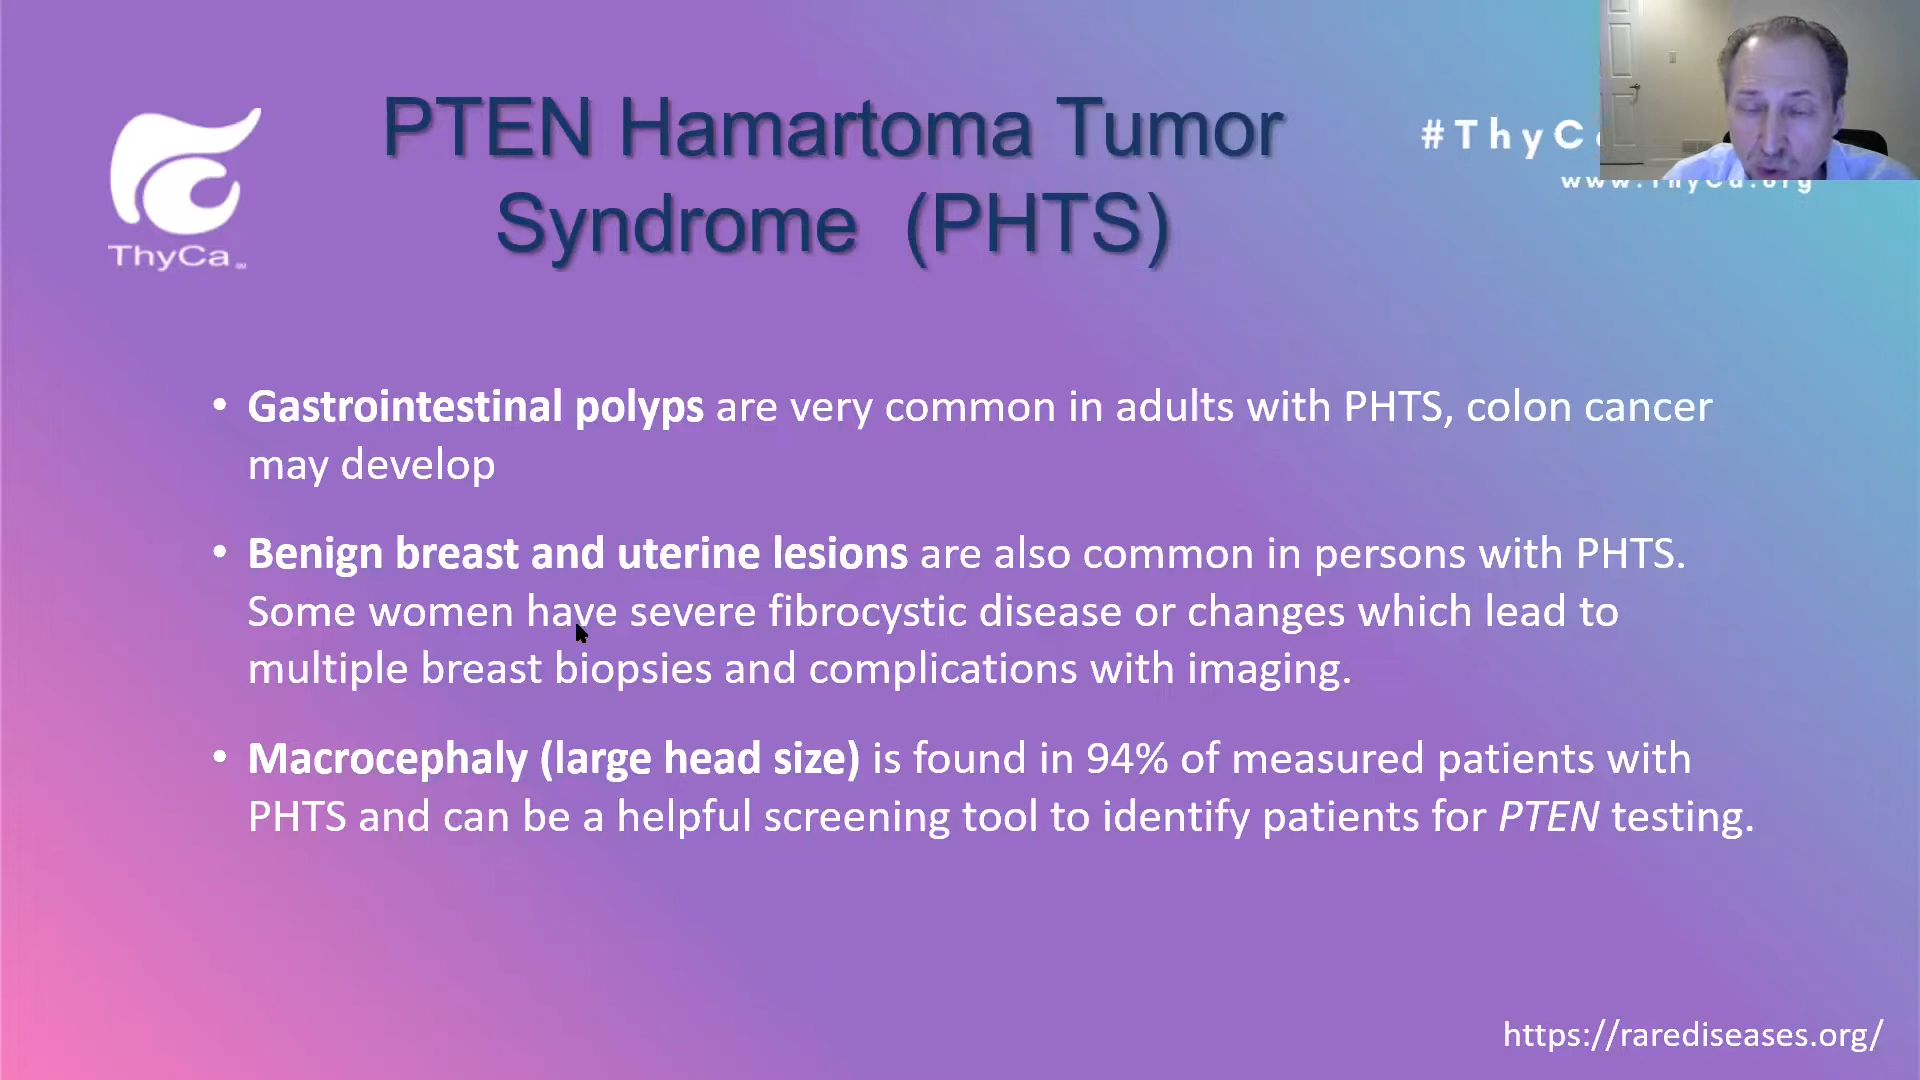 PTEN Hamartoma Tumor
Syndrome (PHTS)
ThyCa
#ThyC
www.ThyCa.org
• Gastrointestinal polyps are very common in adults with PHTS, colon cancer
may develop
• Benign breast and uterine lesions are also common in persons with PHTS.
Some women have severe fibrocystic disease or changes which lead to
multiple breast biopsies and complications with imaging.
• Macrocephaly (large head size) is found in 94% of measured patients with
PHTS and can be a helpful screening tool to identify patients for PTEN testing.
https://rarediseases.org/